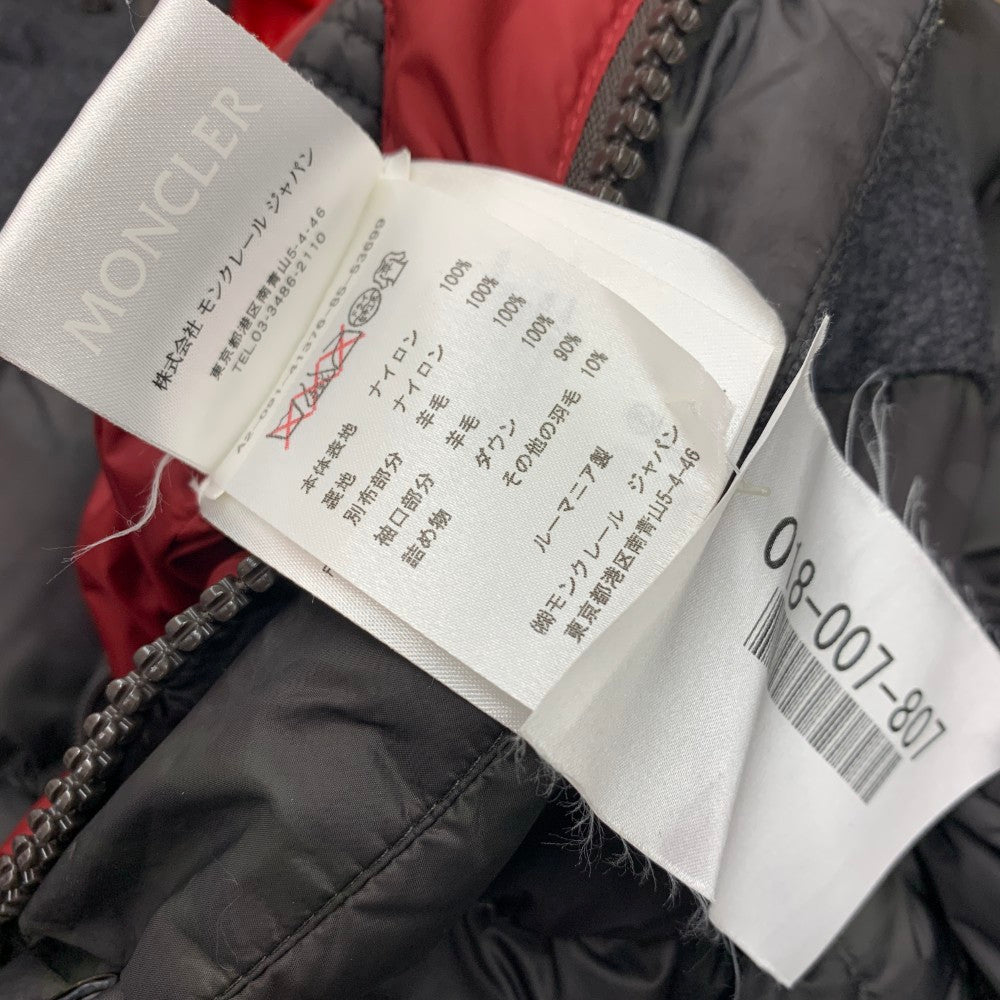 MONCLER
株式会社 モンクレール ジャパン
東京都港区南青山5-4-46
TEL.03-3486-2110
A2-091-41376-85-53699
本体表地 ナイロン 100%
裏地 ナイロン 100%
別布部分 羊毛 100%
袖口部分 羊毛 100%
詰め物 ダウン 90%
その他の羽毛 10%
ルーマニア製
㈱モンクレール ジャパン
東京都港区南青山5-4-46
018-007-807